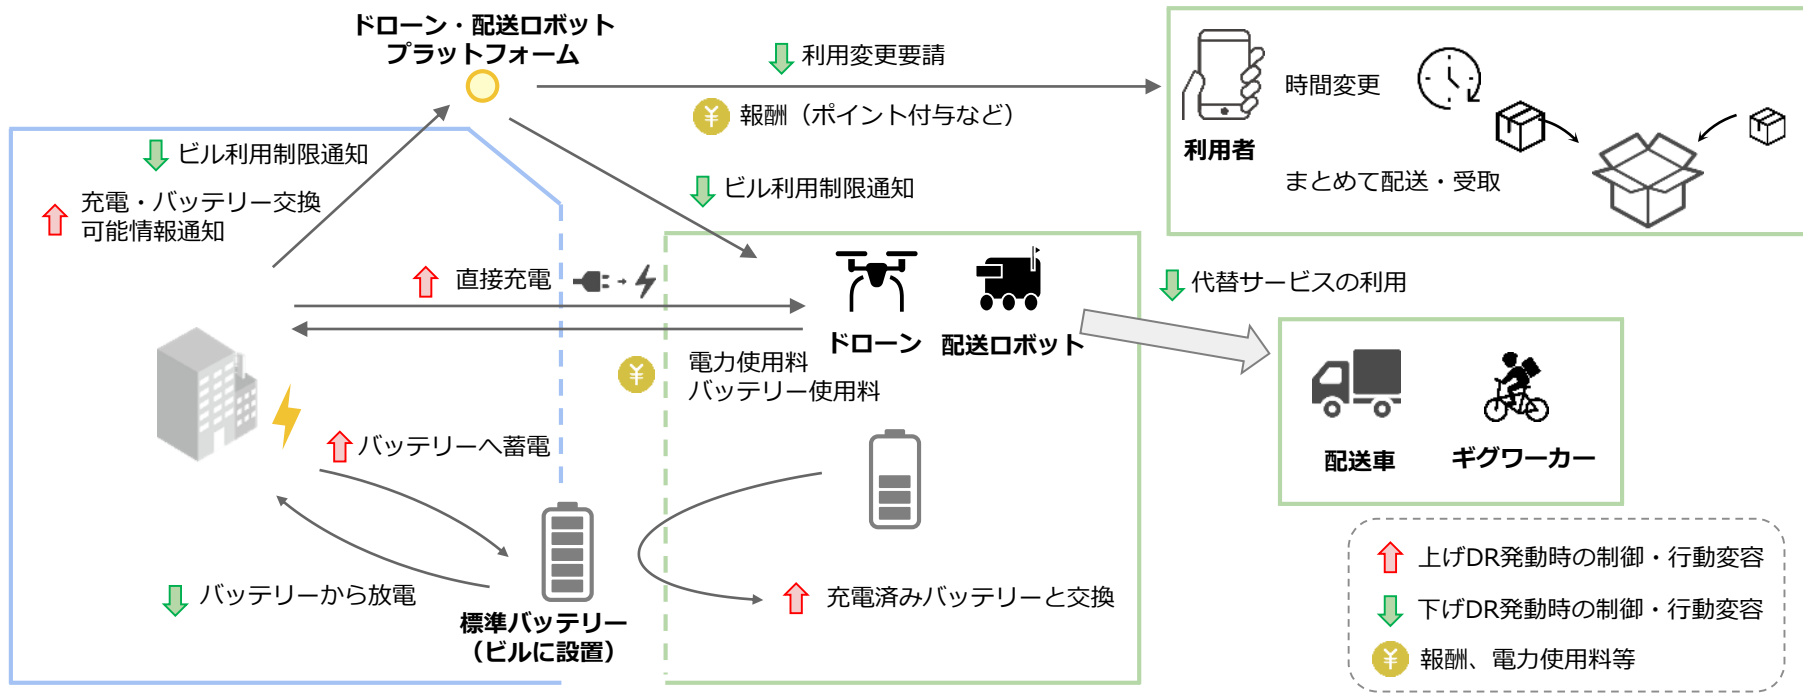 ドローン・配送ロボット
プラットフォーム
利用変更要請
¥ 報酬（ポイント付与など）
時間変更
利用者
まとめて配送・受取
ビル利用制限通知
充電・バッテリー交換
可能情報通知
ビル利用制限通知
直接充電
代替サービスの利用
ドローン
配送ロボット
¥
電力使用料
バッテリー使用料
バッテリーへ蓄電
配送車
ギグワーカー
バッテリーから放電
充電済みバッテリーと交換
標準バッテリー
（ビルに設置）
上げDR発動時の制御・行動変容
下げDR発動時の制御・行動変容
¥ 報酬、電力使用料等